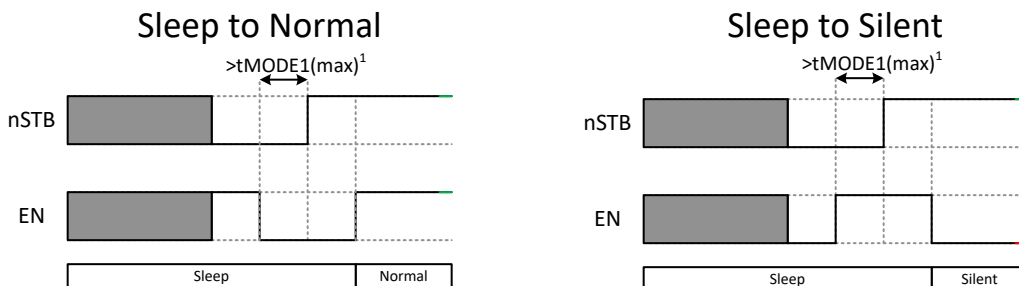 Sleep to Normal
>tMODE1(max)1
nSTB
EN
Sleep Normal
Sleep to Silent
>tMODE1(max)1
nSTB
EN
Sleep Silent